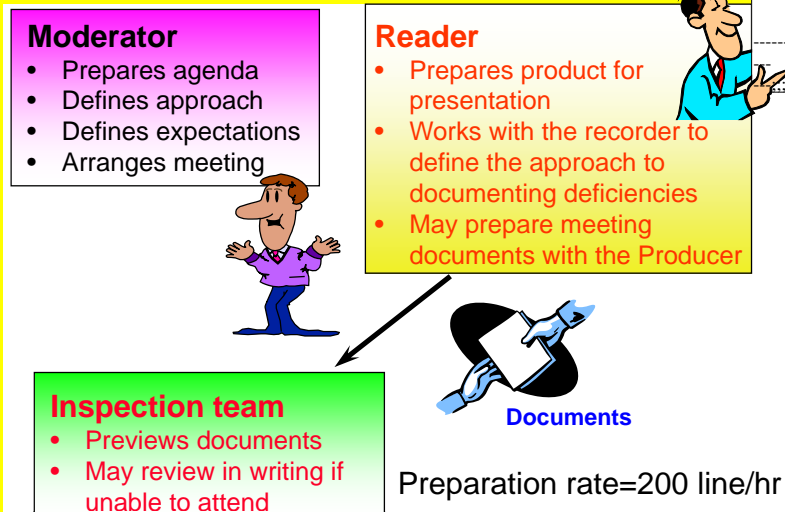 Moderator
• Prepares agenda
• Defines approach
• Defines expectations
• Arranges meeting
Reader
• Prepares product for
presentation
• Works with the recorder to
define the approach to
documenting deficiencies
• May prepare meeting
documents with the Producer
Documents
Inspection team
• Previews documents
• May review in writing if
unable to attend
Preparation rate=200 line/hr